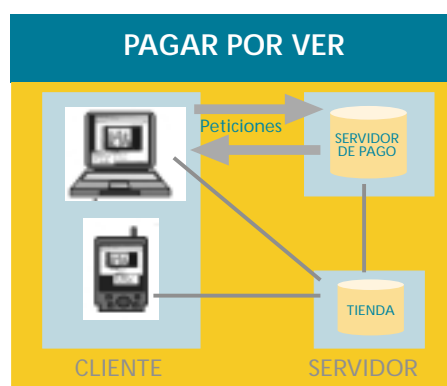 PAGAR POR VER
Peticiones
SERVIDOR
DE PAGO
TIENDA
CLIENTE
SERVIDOR